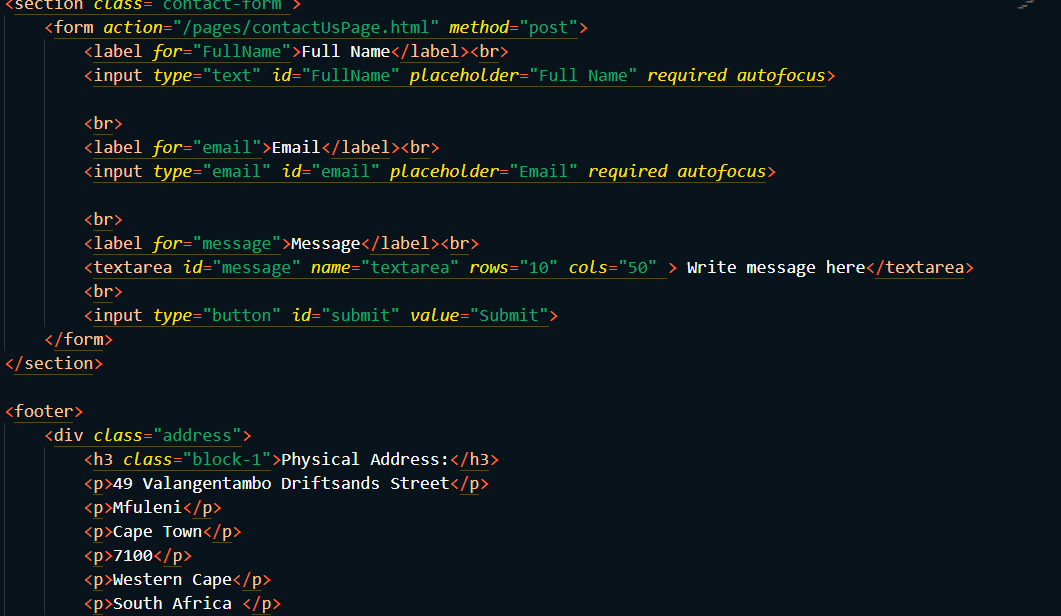 <section class="contact-form">
<form action="/pages/contactUsPage.html" method="post">
<label for="FullName">Full Name</label><br>
<input type="text" id="FullName" placeholder="Full Name" required autofocus>
<br>
<label for="email">Email</label><br>
<input type="email" id="email" placeholder="Email" required autofocus>
<br>
<label for="message">Message</label><br>
<textarea id="message" name="textarea" rows="10" cols="50" > Write message here</textarea>
<br>
<input type="button" id="submit" value="Submit">
</form>
</section>
<footer>
<div class="address">
<h3 class="block-1">Physical Address:</h3>
<p>49 Valangentambo Driftsands Street</p>
<p>Mfuleni</p>
<p>Cape Town</p>
<p>7100</p>
<p>Western Cape</p>
<p>South Africa </p>